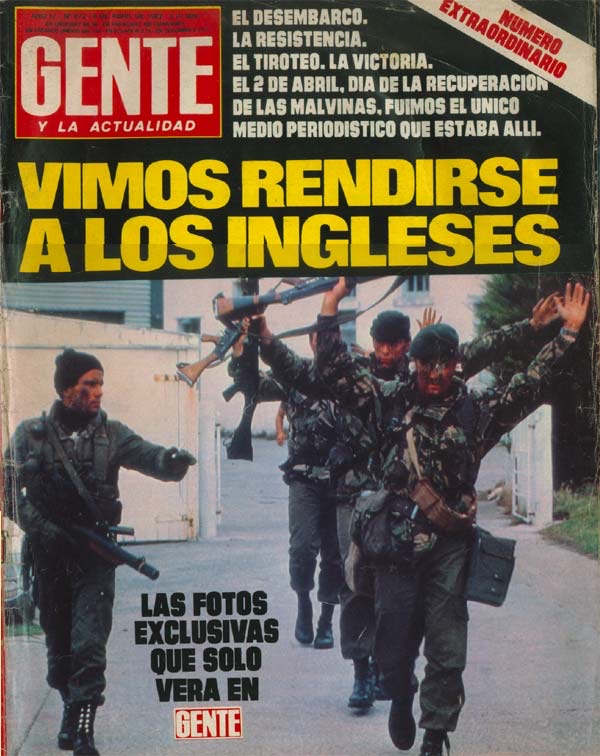 GENTE
Y LA ACTUALIDAD
EL DESEMBARCO.
LA RESISTENCIA.
EL TIROTEO. LA VICTORIA.
EL 2 DE ABRIL, DIA DE LA RECUPERACION
DE LAS MALVINAS, FUIMOS EL UNICO
MEDIO PERIODISTICO QUE ESTABA ALLI.
NUMERO
EXTRAORDINARIO
VIMOS RENDIRSE
A LOS INGLESES
LAS FOTOS
EXCLUSIVAS
QUE SOLO
VERA EN
GENTE